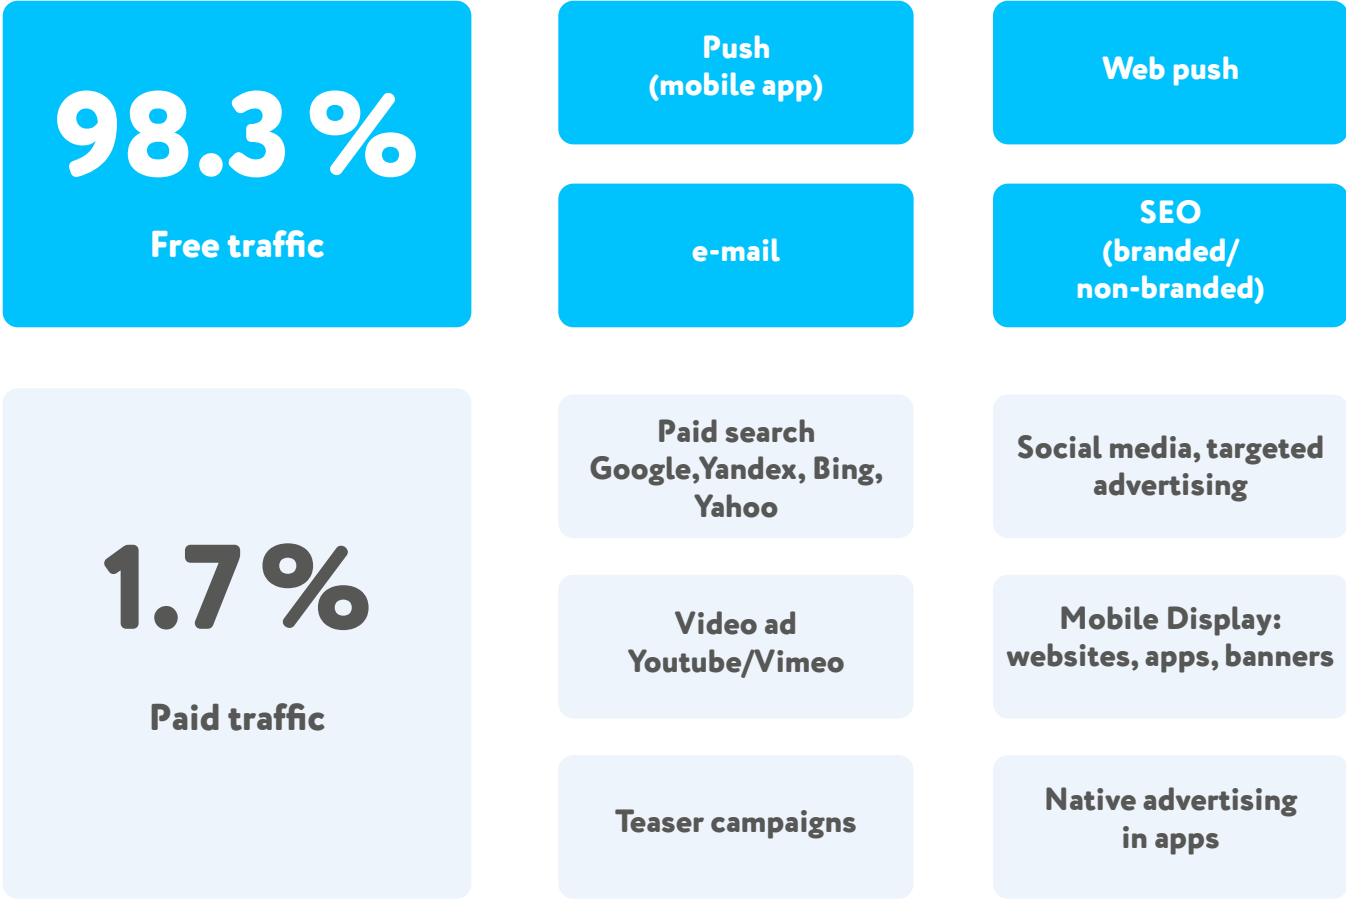 98.3 %
Free traffic
Push
(mobile app)
Web push
e-mail
SEO
(branded/
non-branded)
1.7 %
Paid traffic
Paid search
Google,Yandex, Bing,
Yahoo
Social media, targeted
advertising
Video ad
Youtube/Vimeo
Mobile Display:
websites, apps, banners
Teaser campaigns
Native advertising
in apps